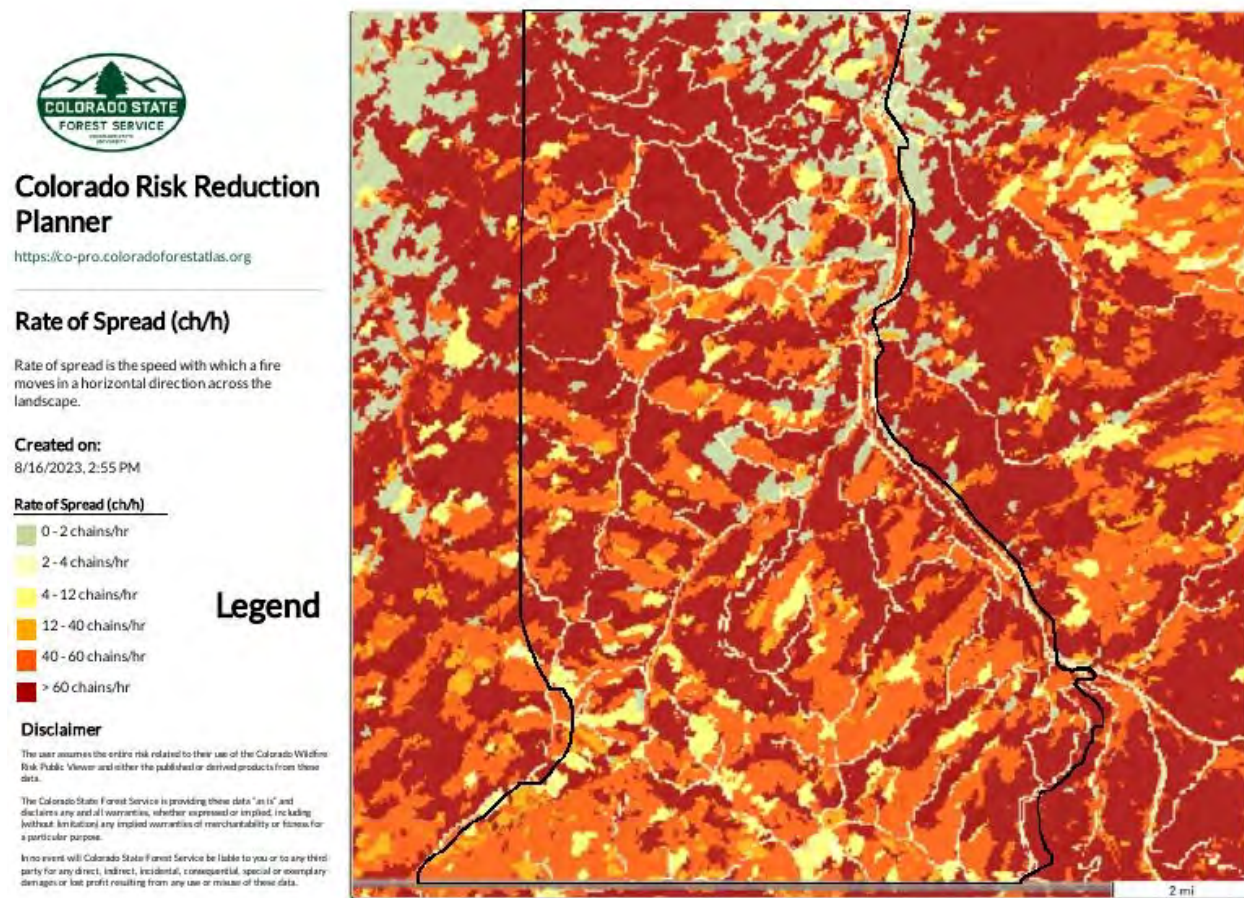 COLORADO STATE
FOREST SERVICE
Colorado Risk Reduction
Planner
https://co-pro.coloradoforestatlas.org
Rate of Spread (ch/h)
Rate of spread is the speed with which a fire
moves in a horizontal direction across the
landscape.
Created on:
8/16/2023, 2:55 PM
Rate of Spread (ch/h)
0 - 2 chains/hr
2 - 4 chains/hr
4 - 12 chains/hr
12 - 40 chains/hr
40 - 60 chains/hr
> 60 chains/hr
Legend
Disclaimer
The user assumes the entire risk related to their use of the Colorado Wildfire
Risk Public Viewer and either the published or derived products from these
data.
The Colorado State Forest Service is providing these data "as is" and
disclaims any and all warranties, whether expressed or implied, including
(without limitation) any implied warranties of merchantability or fitness for
a particular purpose.
In no event will Colorado State Forest Service be liable to you or to any third
party for any direct, indirect, incidental, consequential, special or exemplary
damages or lost profit resulting from any use or misuse of these data.
2 mi